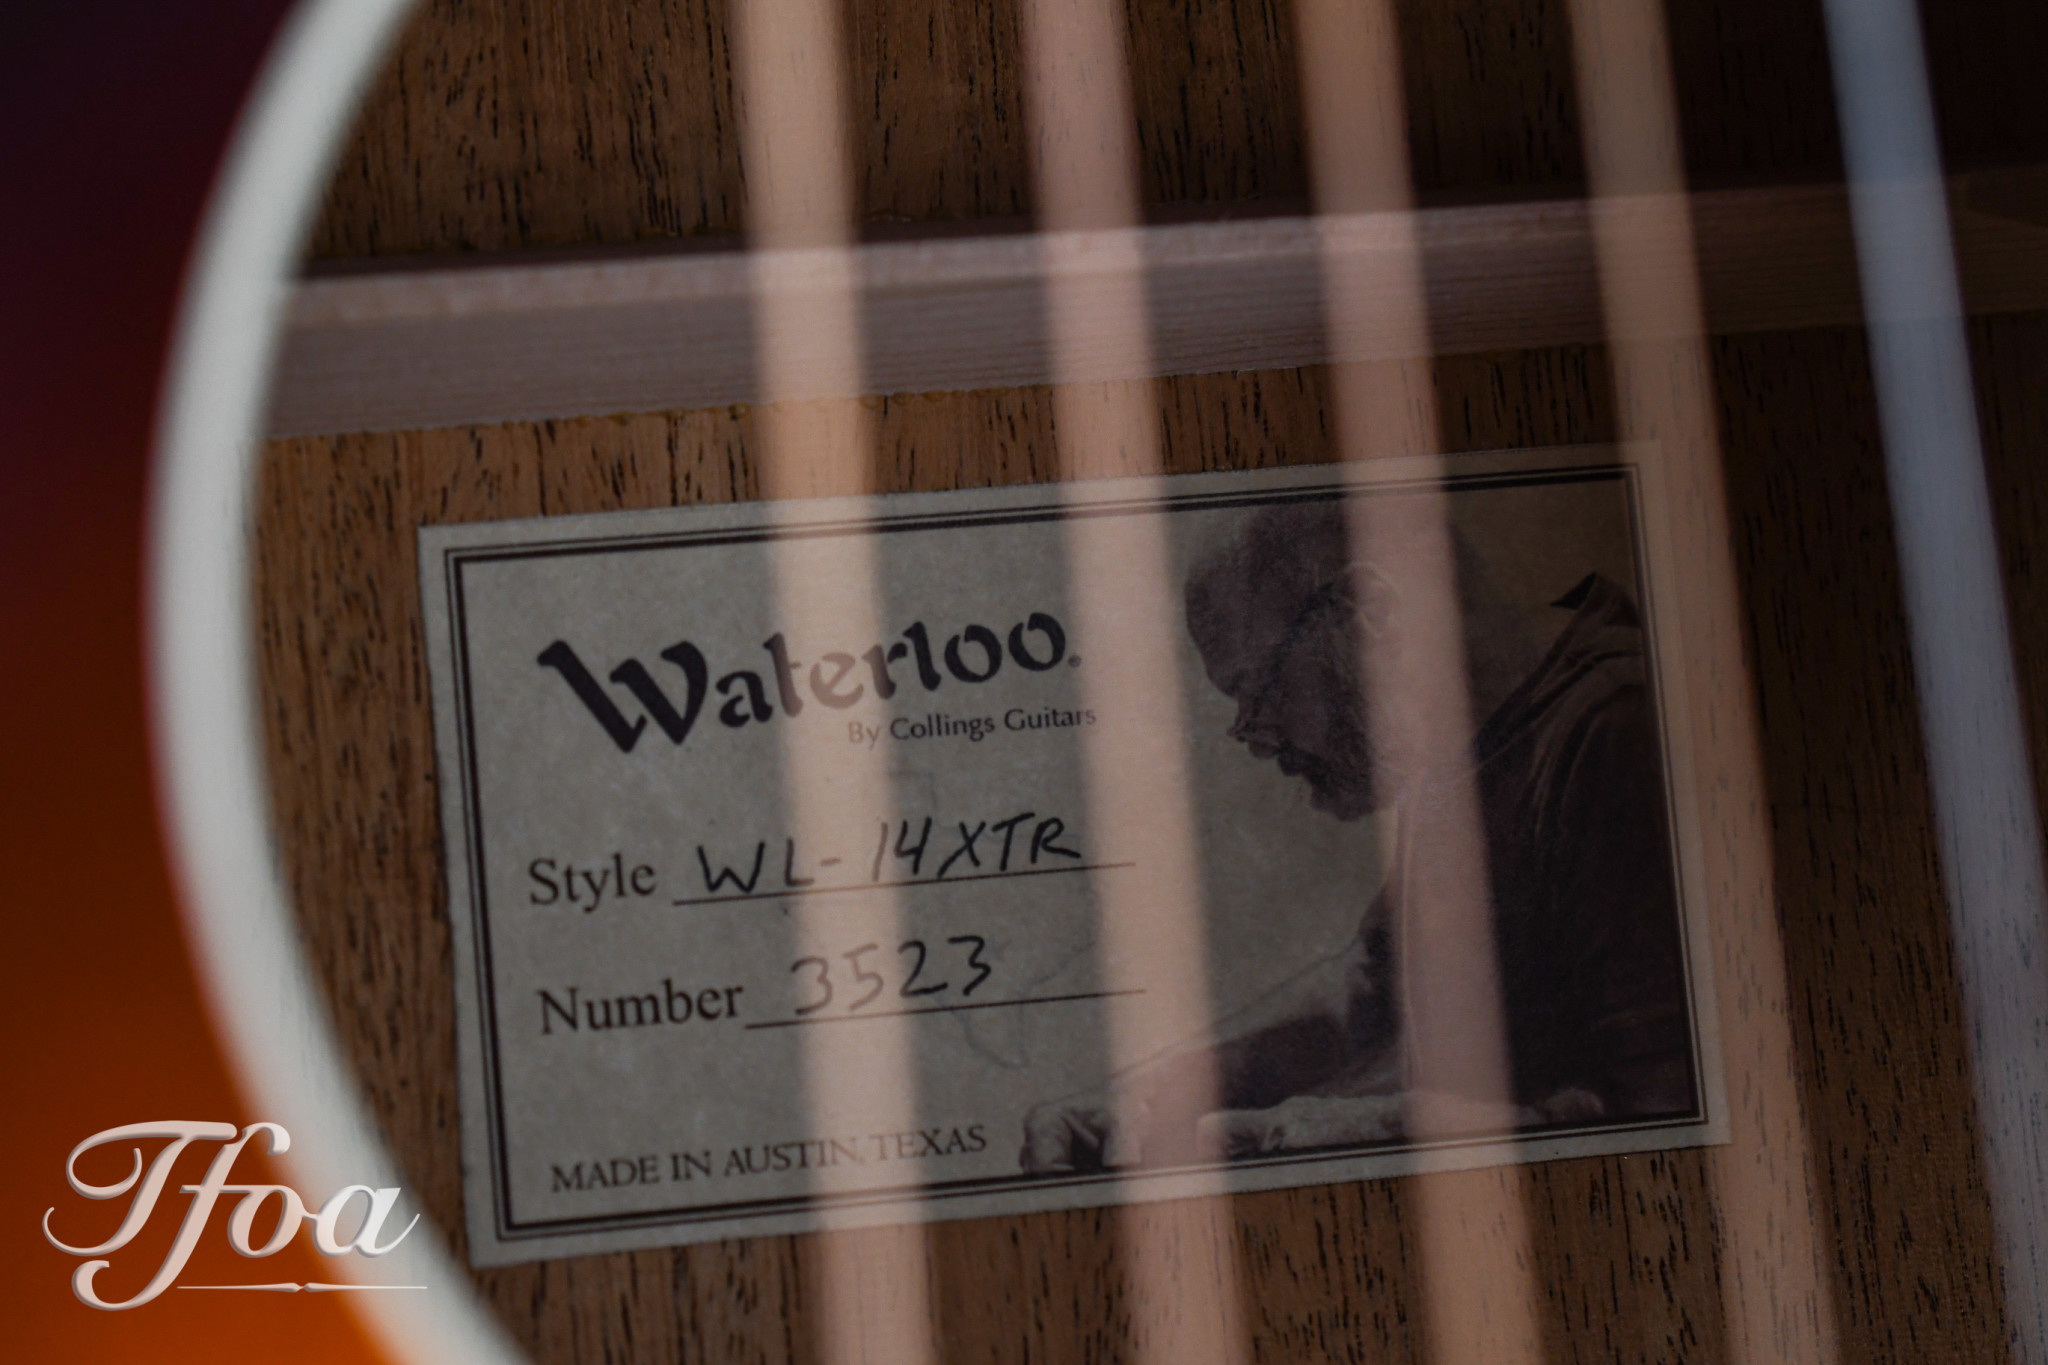 Waterloo®
By Collings Guitars
Style WL-14XTR
Number 3523
MADE IN AUSTIN, TEXAS
Tfoa